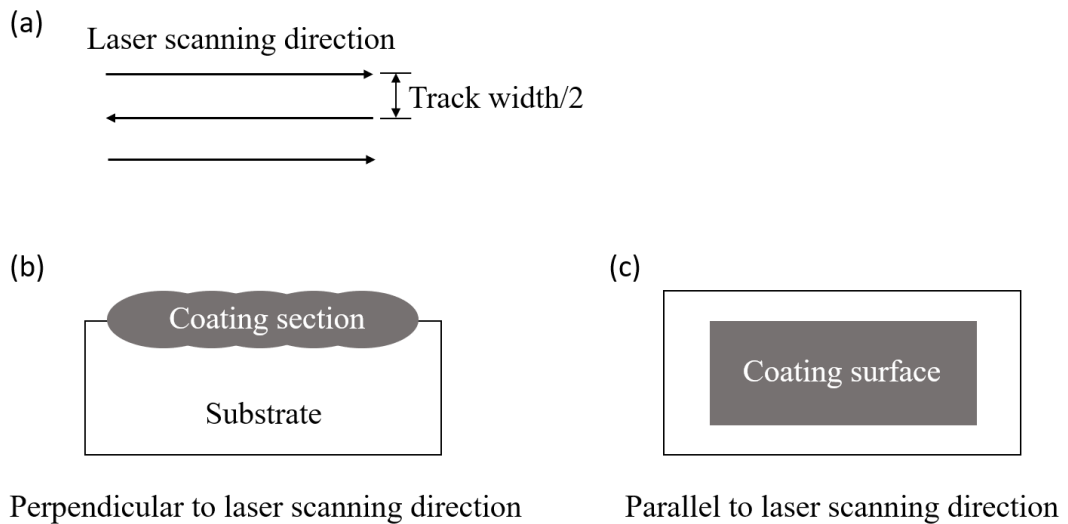 (a)
Laser scanning direction
Track width/2
(b)
Coating section
Substrate
Perpendicular to laser scanning direction
(c)
Coating surface
Parallel to laser scanning direction